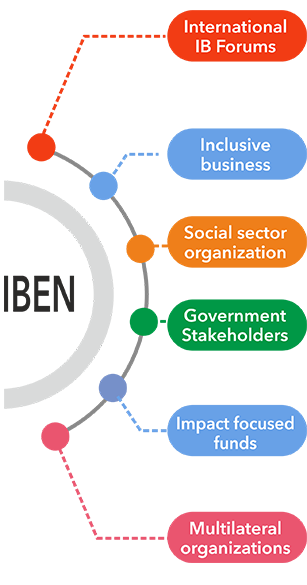 International
IB Forums
Inclusive
business
Social sector
organization
IBEN
Government
Stakeholders
Impact focused
funds
Multilateral
organizations